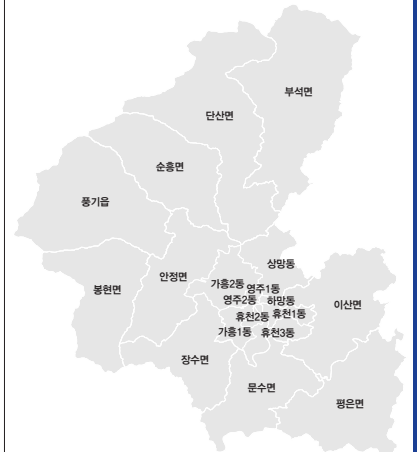 부석면
단산면
순흥면
풍기읍
상망동
안정면
가흥2동
영주1동
봉현면
영주2동
하망동
이산면
휴천2동
휴천1동
가흥1동
휴천3동
장수면
문수면
평은면